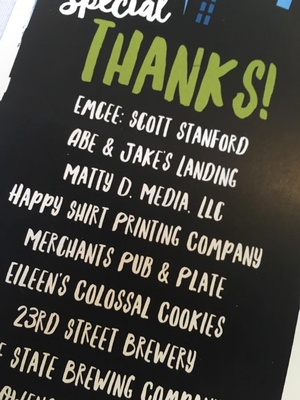 Special
THANKS!
EMCEE: SCOTT STANFORD
ABE & JAKE'S LANDING
MATTY D. MEDIA, LLC
HAPPY SHIRT PRINTING COMPANY
MERCHANTS PUB & PLATE
EILEEN'S COLOSSAL COOKIES
23RD STREET BREWERY
STATE BREWING